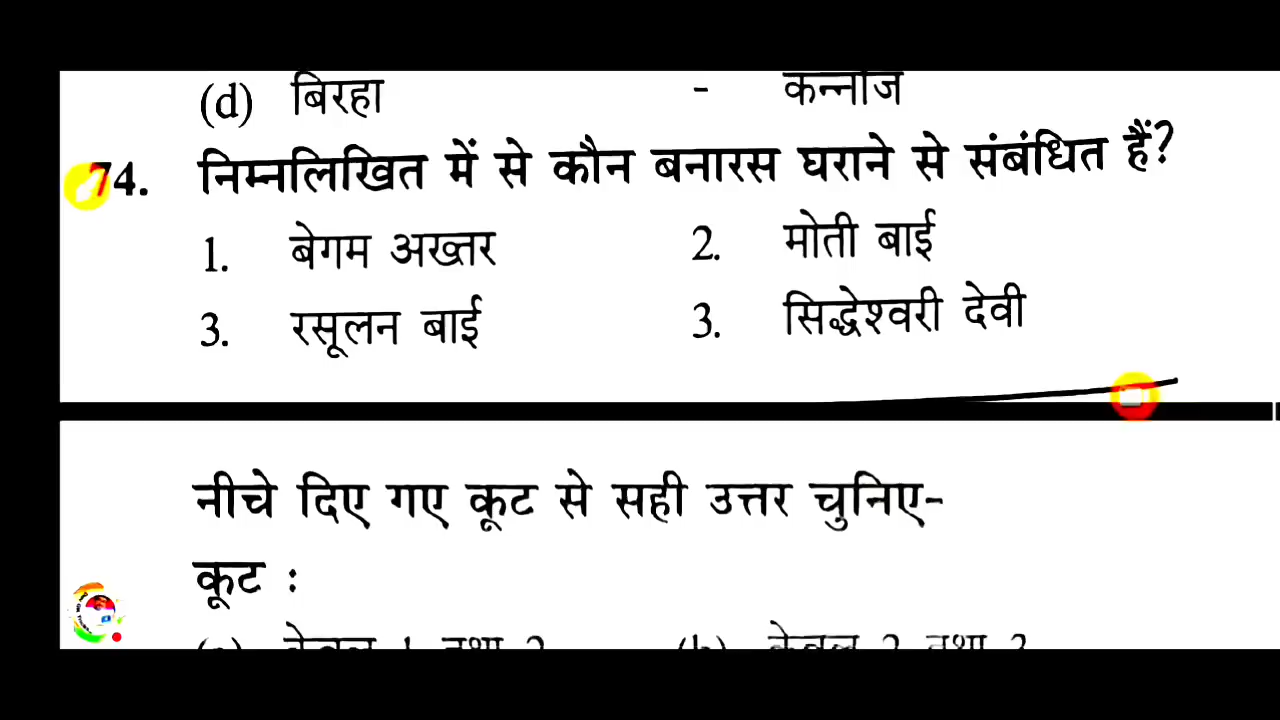 (d) बिरहा - कन्नौज
74. निम्नलिखित में से कौन बनारस घराने से संबंधित हैं?
1. बेगम अख्तर 2. मोती बाई
3. रसूलन बाई 3. सिद्धेश्वरी देवी
नीचे दिए गए कूट से सही उत्तर चुनिए-
कूट :